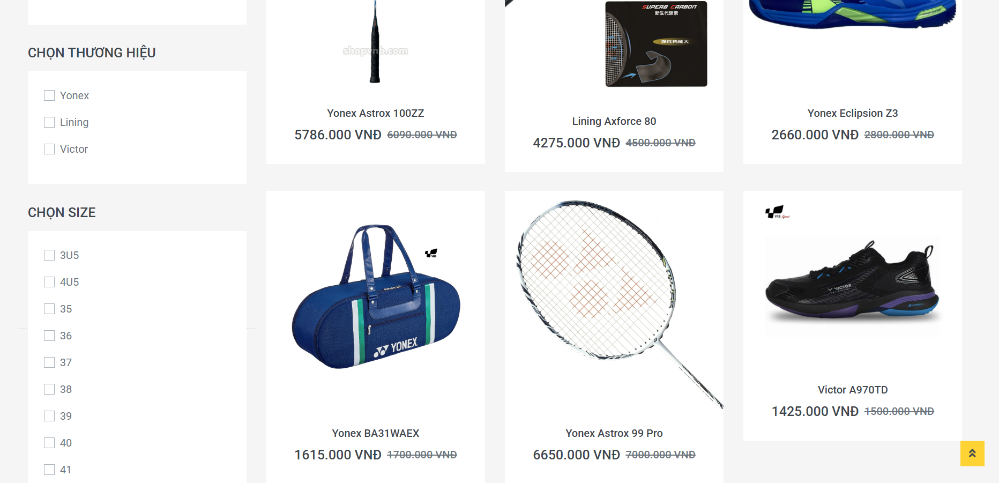 CHỌN THƯƠNG HIỆU
Yonex
Lining
Victor
CHỌN SIZE
3U5
4U5
35
36
37
38
39
40
41
shopvnb.com
Yonex Astrox 100ZZ
5786.000 VNĐ 6090.000 VNĐ
SUPERB CARBON
新生代碳素
Lining Axforce 80
4275.000 VNĐ 4500.000 VNĐ
Yonex Eclipsion Z3
2660.000 VNĐ 2800.000 VNĐ
VNB
YONEX
Yonex BA31WAEX
1615.000 VNĐ 1700.000 VNĐ
Yonex Astrox 99 Pro
6650.000 VNĐ 7000.000 VNĐ
VNB Sport
VICTOR
Victor A970TD
1425.000 VNĐ 1500.000 VNĐ